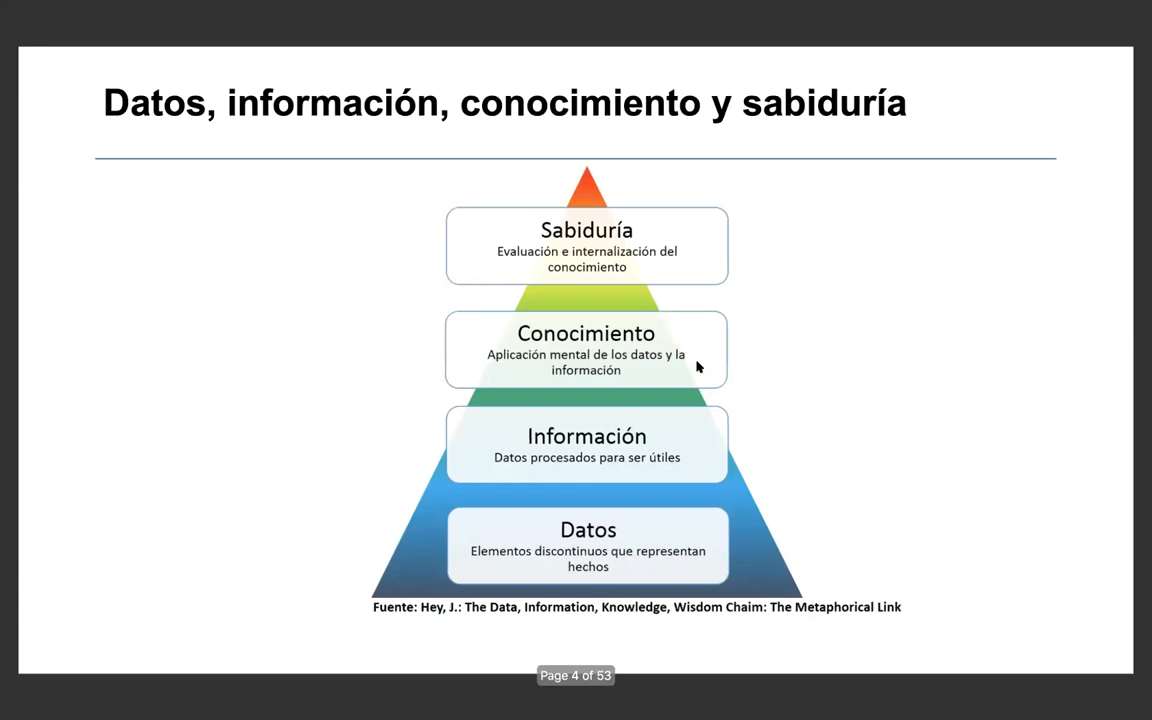 Datos, información, conocimiento y sabiduría
Sabiduría
Evaluación e internalización del
conocimiento
Conocimiento
Aplicación mental de los datos y la
información
Información
Datos procesados para ser útiles
Datos
Elementos discontinuos que representan
hechos
Fuente: Hey, J.: The Data, Information, Knowledge, Wisdom Chaim: The Metaphorical Link
Page 4 of 53